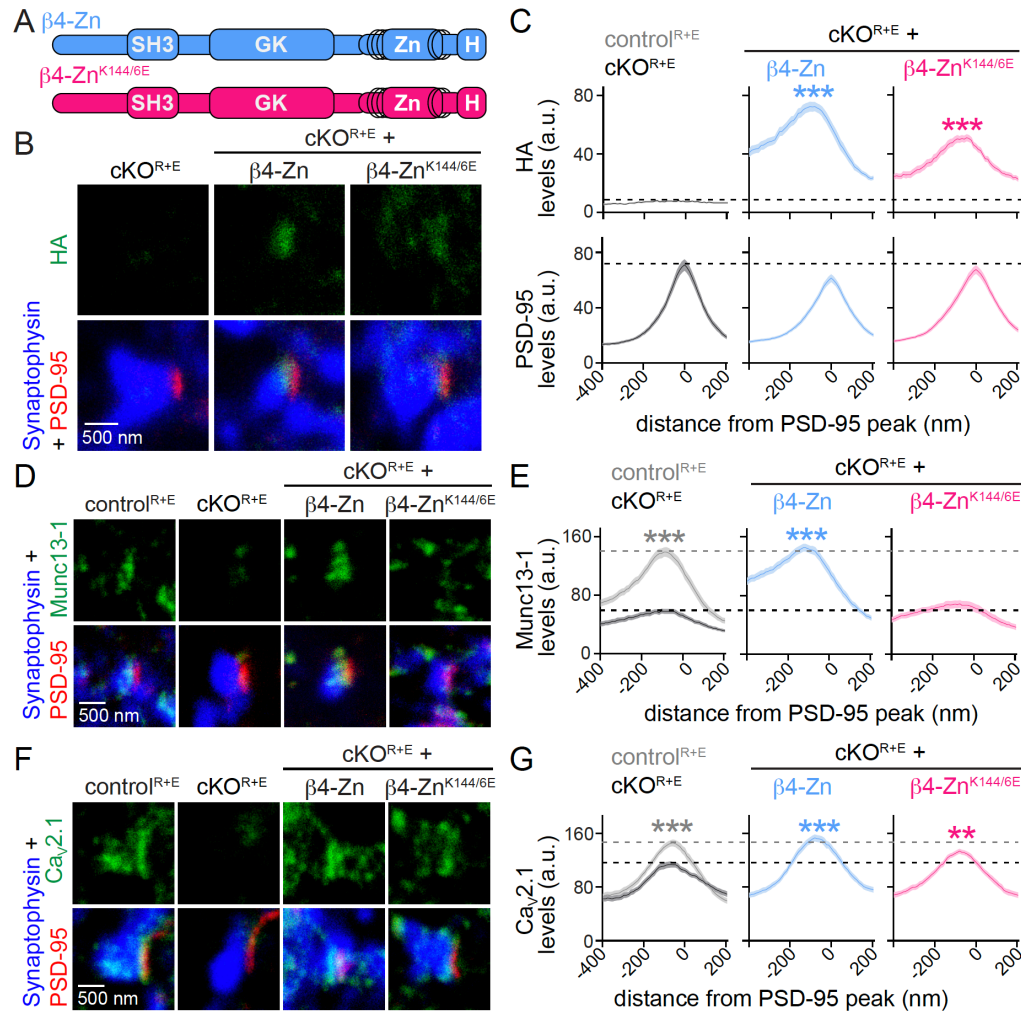 A
β4-Zn
SH3 GK Zn H
β4-Zn^K144/6E
SH3 GK Zn H
B
cKO^R+E +
cKO^R+E β4-Zn β4-Zn^K144/6E
HA
Synaptophysin
+ PSD-95
500 nm
C
control^R+E
cKO^R+E
cKO^R+E +
β4-Zn
β4-Zn^K144/6E
*** ***
HA
levels (a.u.)
80
40
0
PSD-95
levels (a.u.)
80
40
0
-400 -200 0 200 -200 0 200 -200 0 200
distance from PSD-95 peak (nm)
D
cKO^R+E +
control^R+E cKO^R+E β4-Zn β4-Zn^K144/6E
Synaptophysin +
Munc13-1
PSD-95
500 nm
E
control^R+E
cKO^R+E
cKO^R+E +
β4-Zn
β4-Zn^K144/6E
*** ***
Munc13-1
levels (a.u.)
160
120
80
40
0
-400 -200 0 200 -200 0 200 -200 0 200
distance from PSD-95 peak (nm)
F
cKO^R+E +
control^R+E cKO^R+E β4-Zn β4-Zn^K144/6E
Synaptophysin +
CaV2.1
PSD-95
500 nm
G
control^R+E
cKO^R+E
cKO^R+E +
β4-Zn
β4-Zn^K144/6E
*** *** **
CaV2.1
levels (a.u.)
160
120
80
40
0
-400 -200 0 200 -200 0 200 -200 0 200
distance from PSD-95 peak (nm)